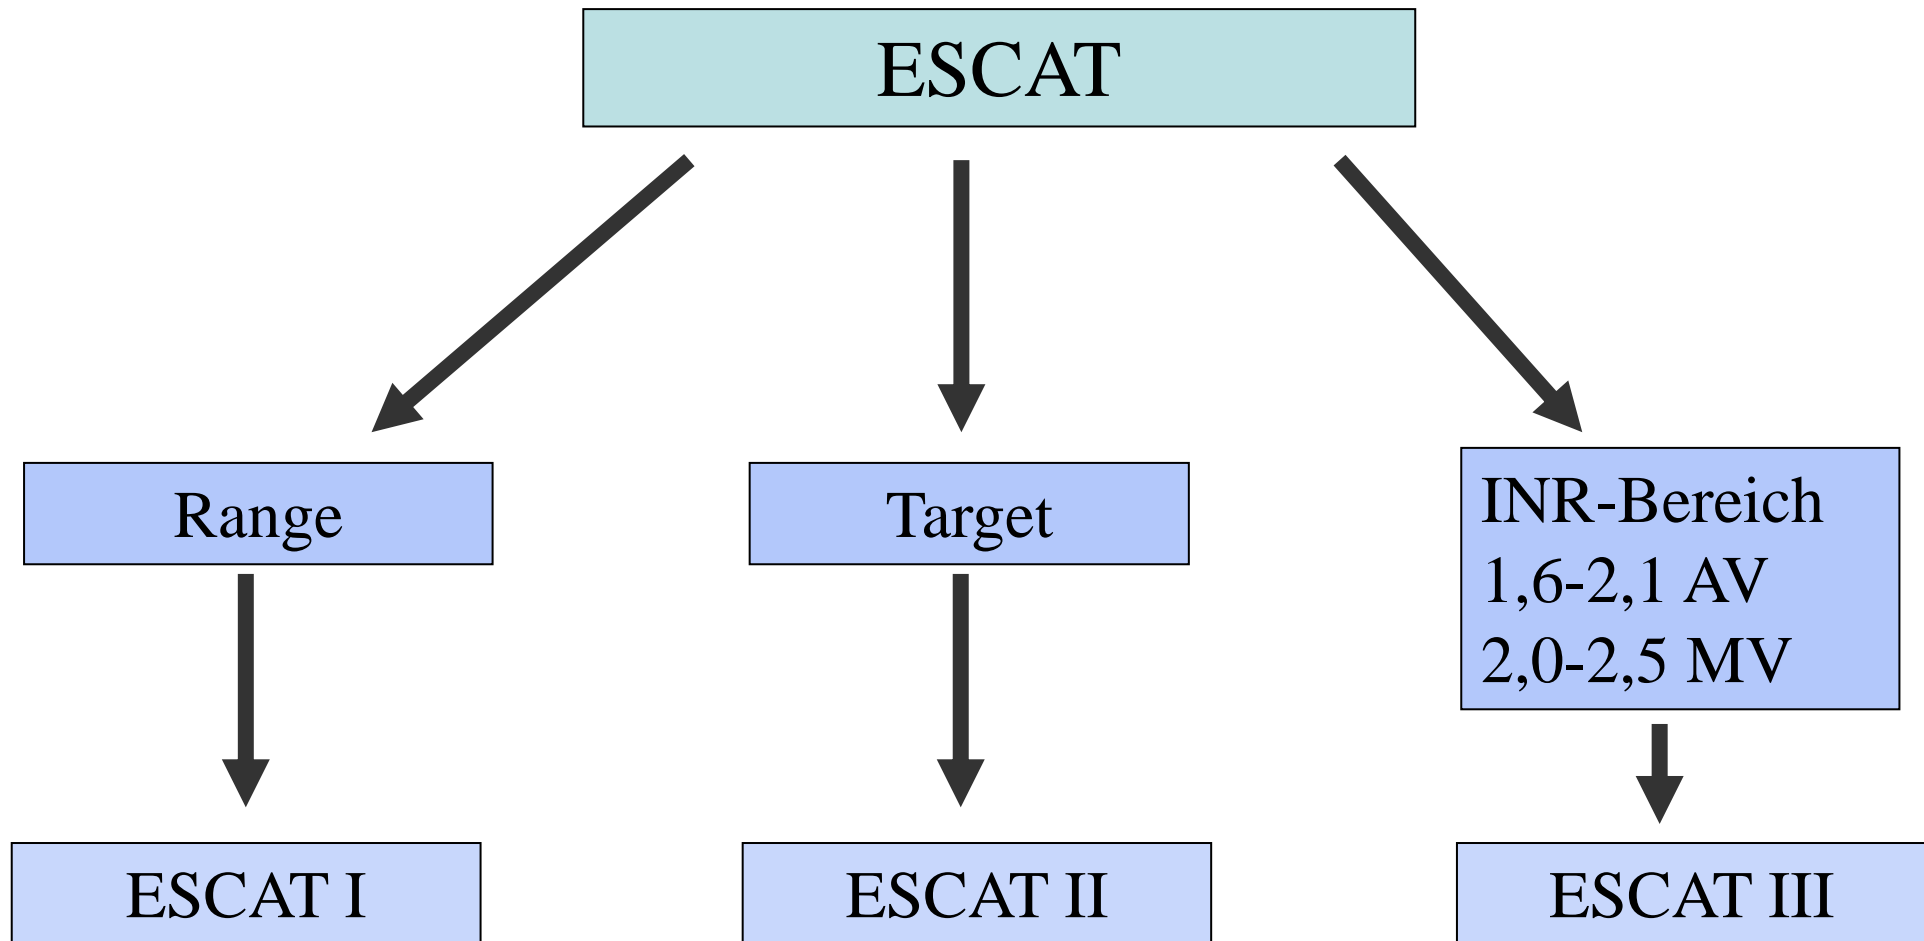 ESCAT
Range
Target
INR-Bereich
1,6-2,1 AV
2,0-2,5 MV
ESCAT I
ESCAT II
ESCAT III